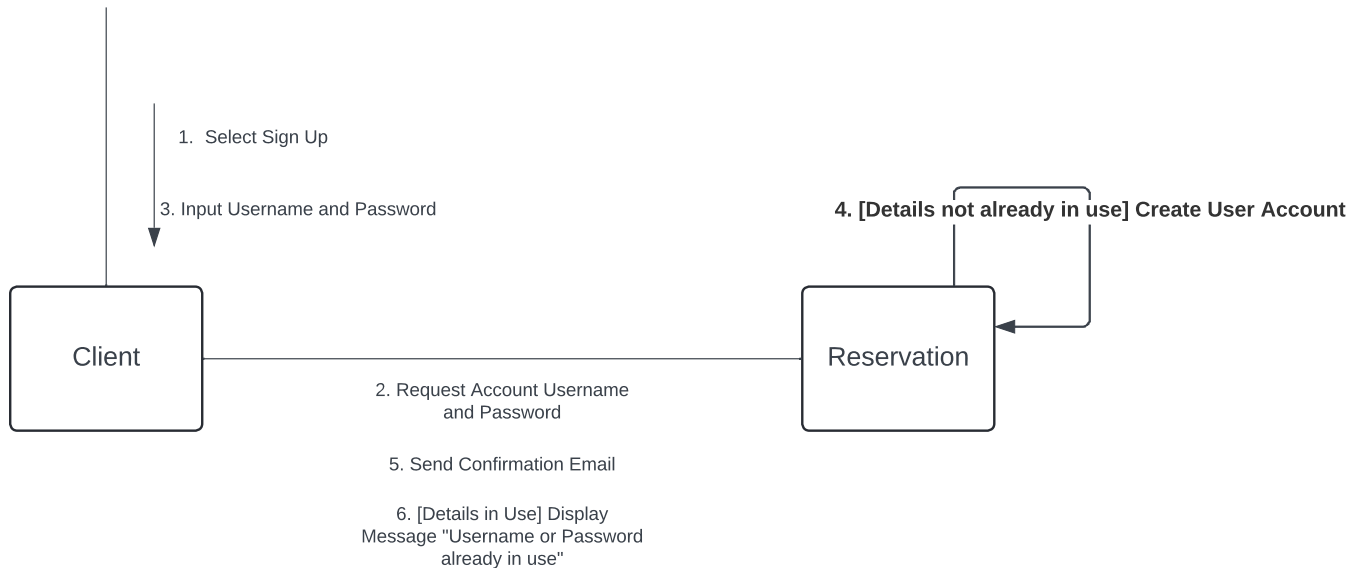 1. Select Sign Up
3. Input Username and Password
4. [Details not already in use] Create User Account
Client
Reservation
2. Request Account Username
and Password
5. Send Confirmation Email
6. [Details in Use] Display
Message "Username or Password
already in use"